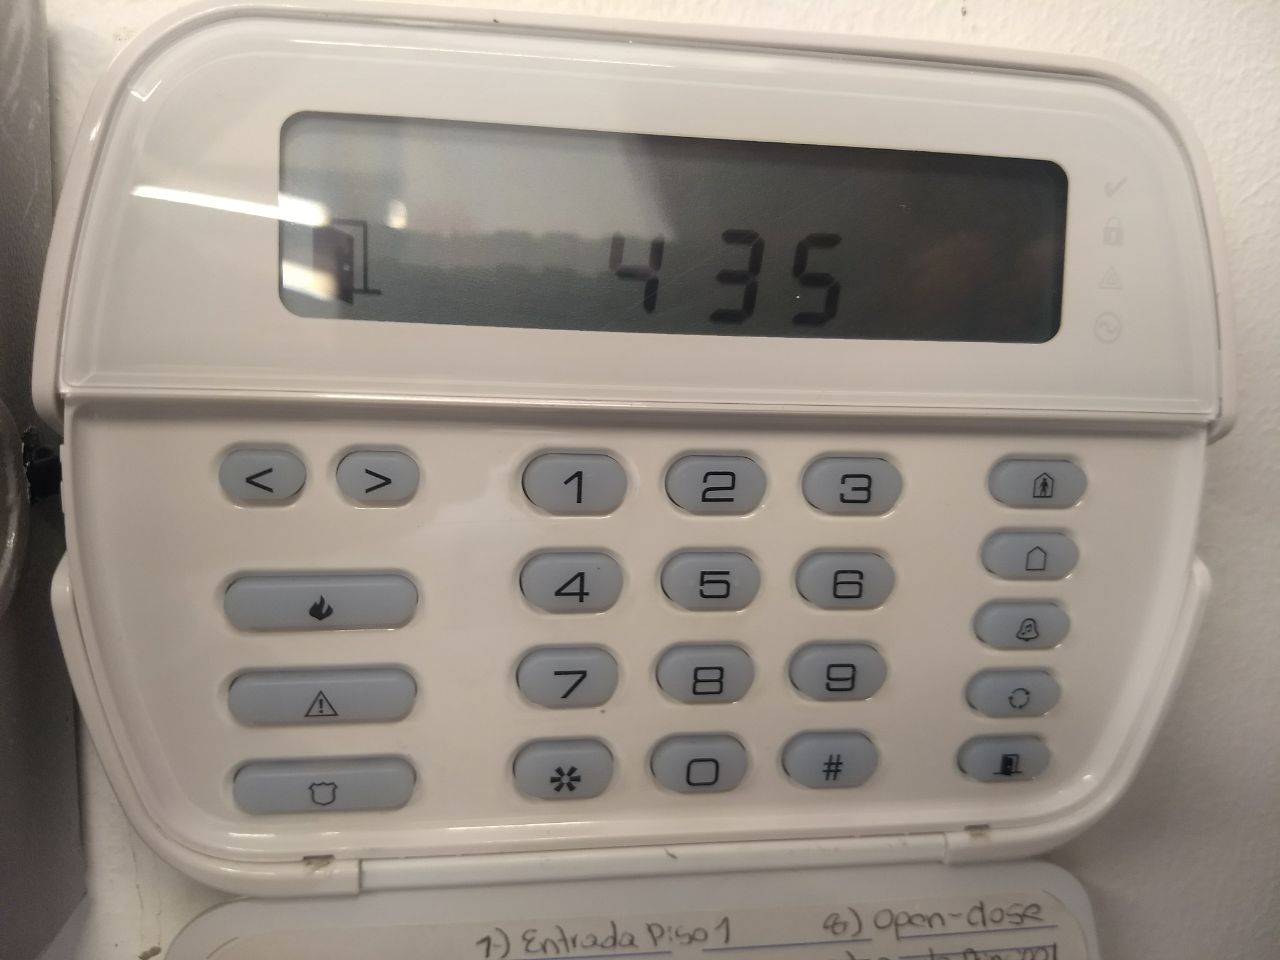 435
< > 1 2 3
4 5 6
7 8 9
* 0 #
1-) Entrada Piso 1
8) Open-close